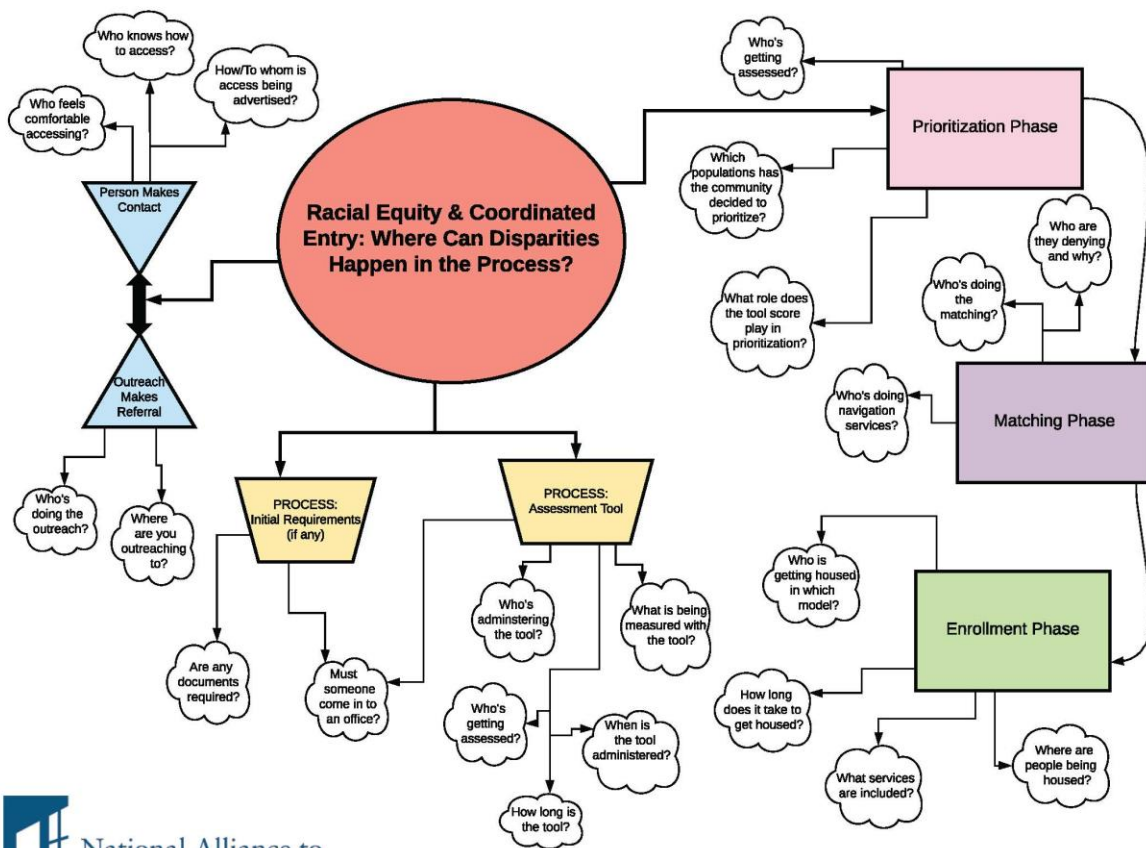 Who knows how
to access?
How/To whom is
access being
advertised?
Who feels
comfortable
accessing?
Person Makes
Contact
Outreach
Makes
Referral
Who's
doing the
outreach?
Where
are you
outreaching
to?
Racial Equity & Coordinated
Entry: Where Can Disparities
Happen in the Process?
PROCESS:
Initial Requirements
(if any)
Are any
documents
required?
Must
someone
come in to
an office?
PROCESS:
Assessment Tool
Who's
adminstering
the tool?
What is being
measured with
the tool?
Who's
getting
assessed?
When is
the tool
administered?
How long is
the tool?
Who's
getting
assessed?
Prioritization Phase
Which
populations has
the community
decided to
prioritize?
What role does
the tool score
play in
prioritization?
Who are
they denying
and why?
Who's doing
the
matching?
Who's doing
navigation
services?
Matching Phase
Who is
getting housed
in which
model?
Enrollment Phase
How long
does it take to
get housed?
What services
are included?
Where are
people being
housed?
National Alliance to